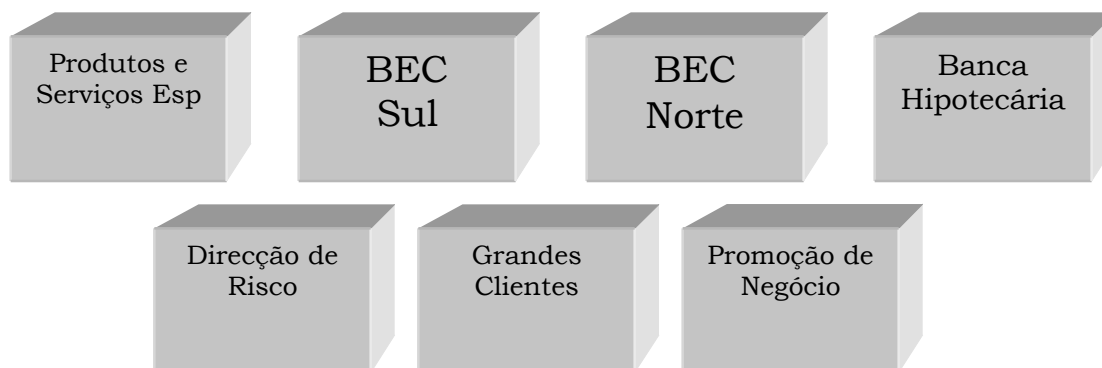 Produtos e
Serviços Esp
BEC
Sul
BEC
Norte
Banca
Hipotecária
Direcção de
Risco
Grandes
Clientes
Promoção de
Negócio